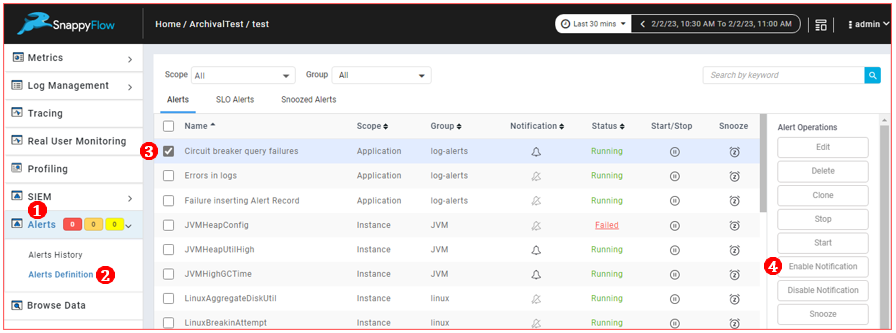 SnappyFlow
Home / ArchivalTest / test
Last 30 mins
2/2/23, 10:30 AM To 2/2/23, 11:00 AM
admin
Metrics
Log Management
Tracing
Real User Monitoring
Profiling
SIEM
1
Alerts 0 0 0
Alerts History
Alerts Definition 2
Browse Data
Scope All Group All Search by keyword
Alerts SLO Alerts Snoozed Alerts
Name Scope Group Notification Status Start/Stop Snooze
3 Circuit breaker query failures Application log-alerts Running
Errors in logs Application log-alerts Running
Failure inserting Alert Record Application log-alerts Running
JVMHeapConfig Instance JVM Failed
JVMHeapUtilHigh Instance JVM Running
JVMHighGCTime Instance JVM Running
LinuxAggregateDiskUtil Instance linux Running
LinuxBreakinAttempt Instance linux Running
Alert Operations
Edit
Delete
Clone
Stop
Start
4 Enable Notification
Disable Notification
Snooze